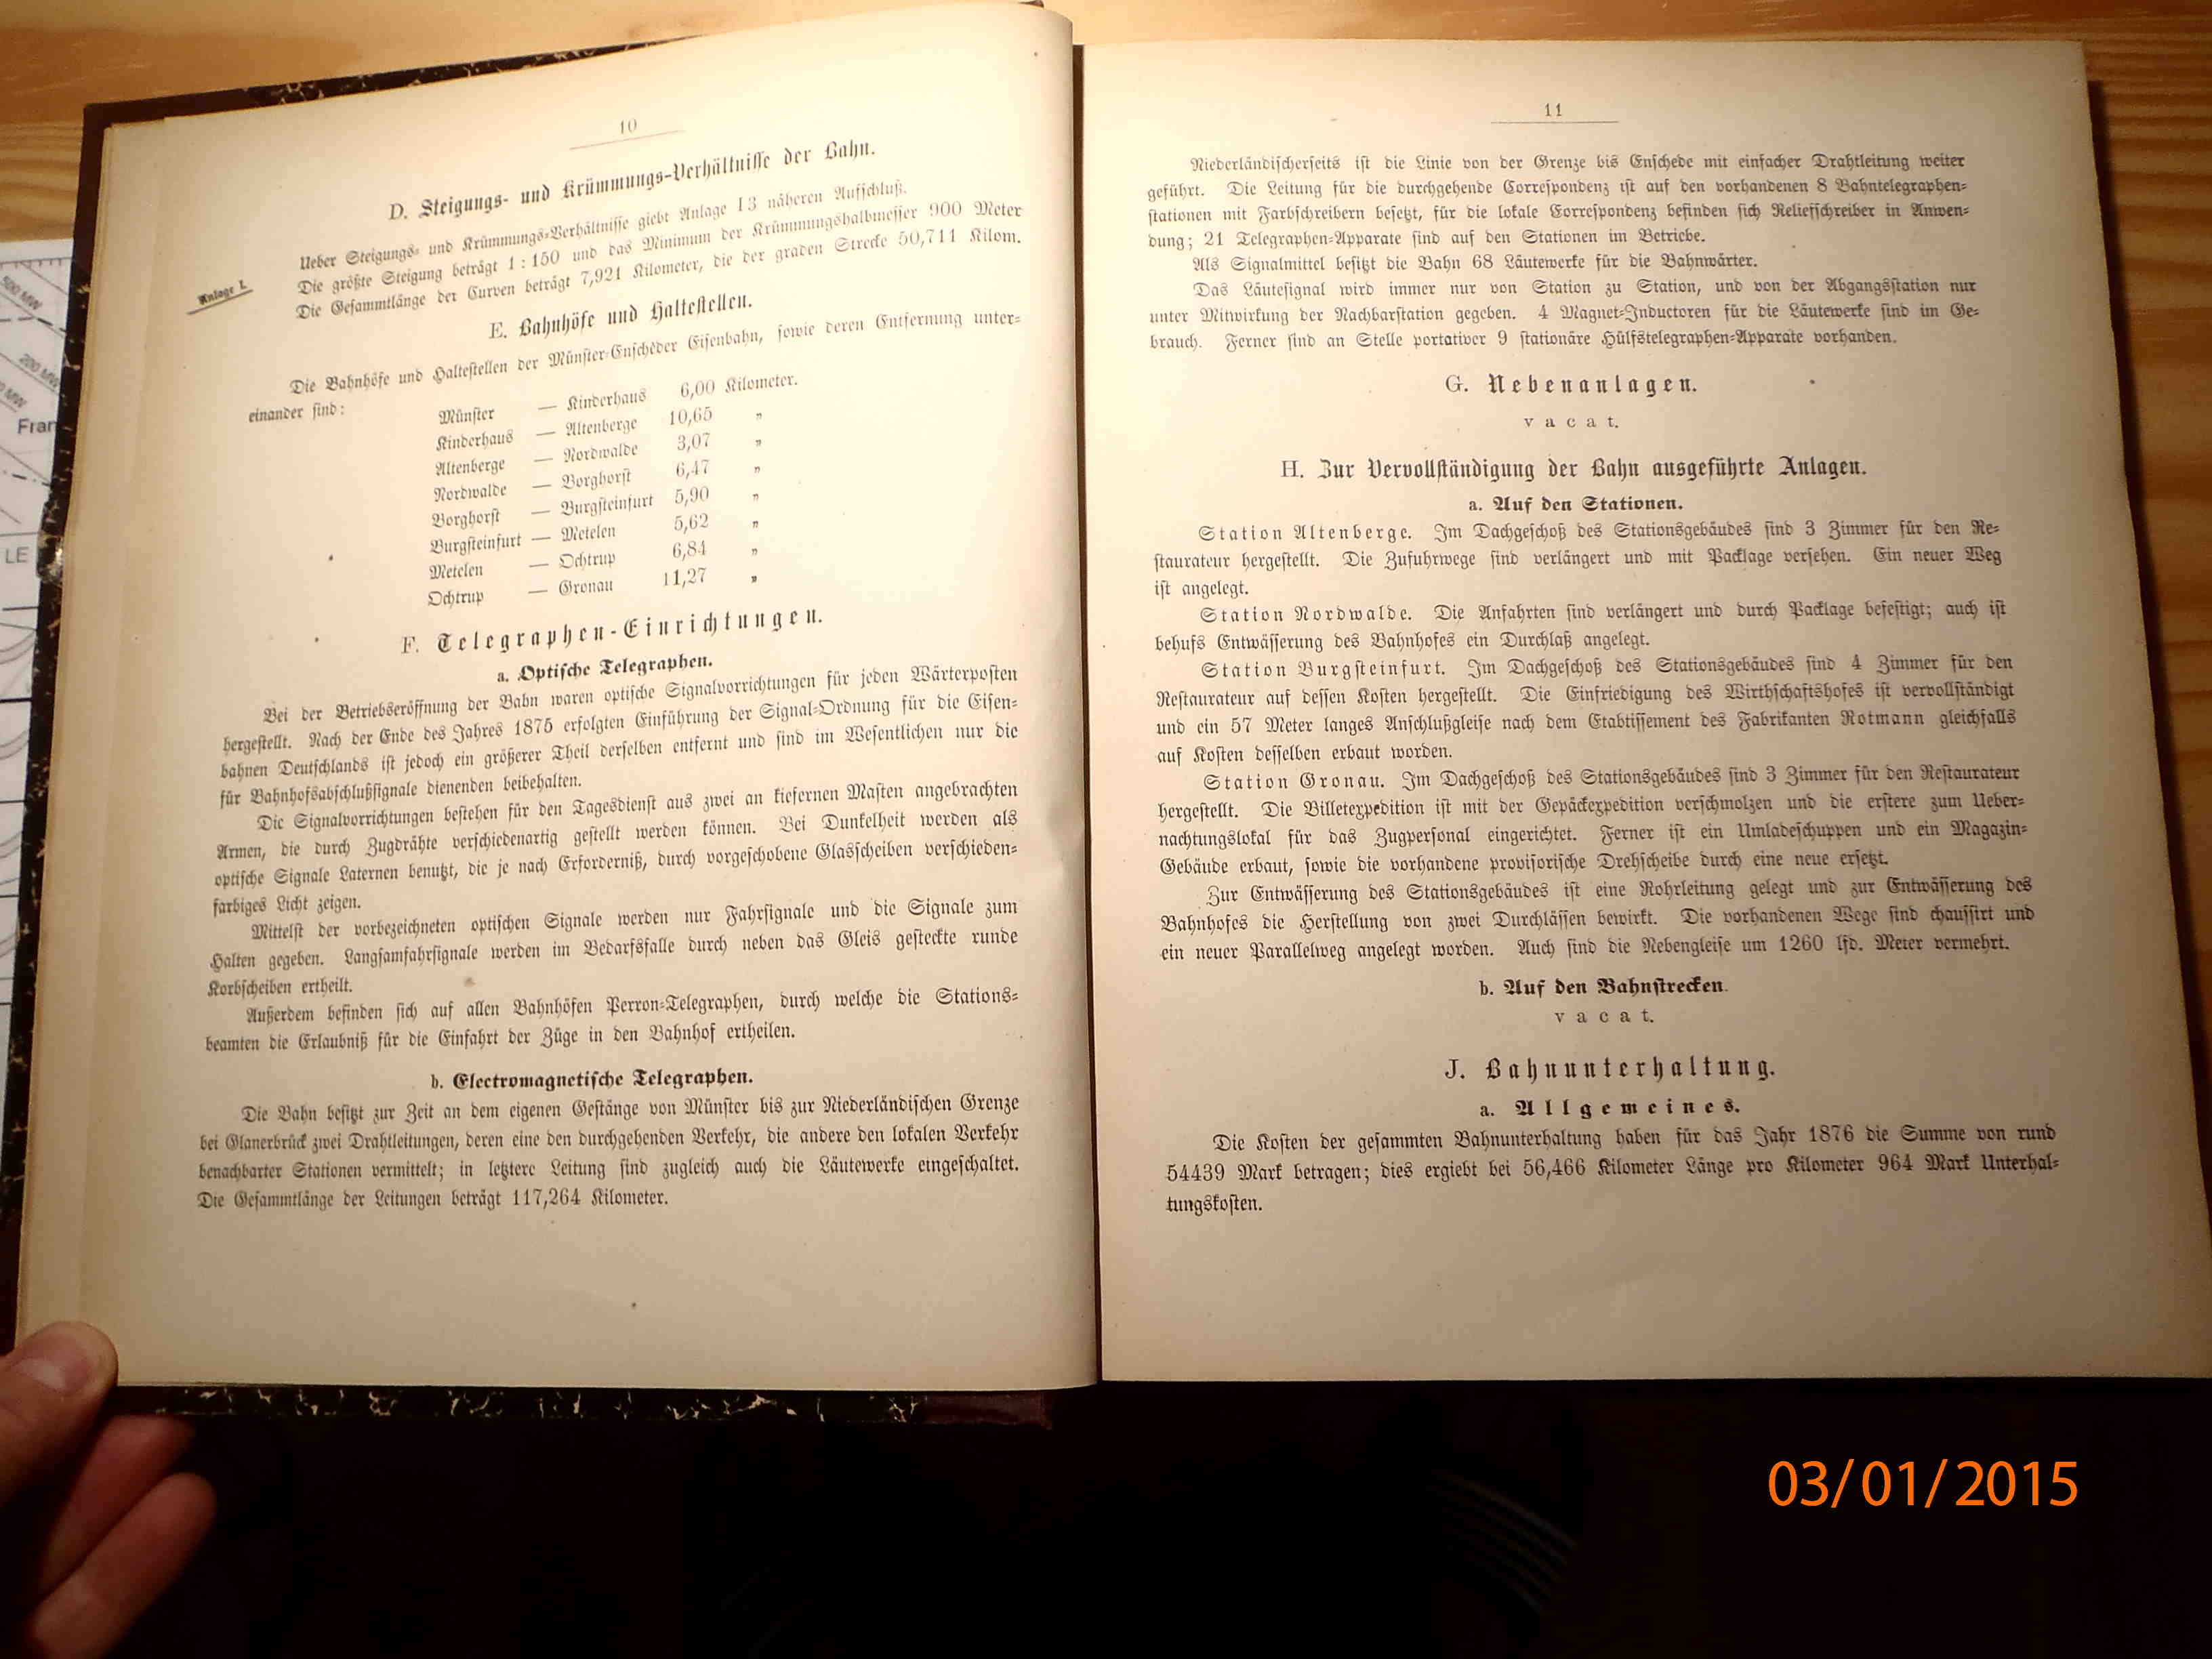 10
D. Steigungs- und Krümmungs-Verhältnisse der Bahn.
Ueber Steigungs- und Krümmungs-Verhältnisse giebt Anlage I 3 näheren Aufschluß.
Anlage I.
Die größte Steigung beträgt 1 : 150 und das Minimum der Krümmungshalbmesser 900 Meter
Die Gesammtlänge der Curven beträgt 7,921 Kilometer, die der graden Strecke 50,711 Kilom.
E. Bahnhöfe und Haltestellen.
Die Bahnhöfe und Haltestellen der Münster-Enschéder Eisenbahn, sowie deren Entfernung unter-
einander sind:
Münster — Kinderhaus 6,00 Kilometer.
Kinderhaus — Altenberge 10,65 "
Altenberge — Nordwalde 3,07 "
Nordwalde — Borghorst 6,47 "
Borghorst — Burgsteinfurt 5,90 "
Burgsteinfurt — Metelen 5,62 "
Metelen — Ochtrup 6,84 "
Ochtrup — Gronau 11,27 "
F. Telegraphen-Einrichtungen.
a. Optische Telegraphen.
Bei der Betriebseröffnung der Bahn waren optische Signalvorrichtungen für jeden Wärterposten
hergestellt. Nach der Ende des Jahres 1875 erfolgten Einführung der Signal-Ordnung für die Eisen-
bahnen Deutschlands ist jedoch ein größerer Theil derselben entfernt und sind im Wesentlichen nur die
für Bahnhofsabschlußsignale dienenden beibehalten.
Die Signalvorrichtungen bestehen für den Tagesdienst aus zwei an kiefernen Masten angebrachten
Armen, die durch Zugdrähte verschiedenartig gestellt werden können. Bei Dunkelheit werden als
optische Signale Laternen benutzt, die je nach Erforderniß, durch vorgeschobene Glasscheiben verschieden-
farbiges Licht zeigen.
Mittelst der vorbezeichneten optischen Signale werden nur Fahrsignale und die Signale zum
Halten gegeben. Langsamfahrsignale werden im Bedarfsfalle durch neben das Gleis gesteckte runde
Korbscheiben ertheilt.
Außerdem befinden sich auf allen Bahnhöfen Perron-Telegraphen, durch welche die Stations-
beamten die Erlaubniß für die Einfahrt der Züge in den Bahnhof ertheilen.
b. Electromagnetische Telegraphen.
Die Bahn besitzt zur Zeit an dem eigenen Gestänge von Münster bis zur Niederländischen Grenze
bei Glanerbrück zwei Drahtleitungen, deren eine den durchgehenden Verkehr, die andere den lokalen Verkehr
benachbarter Stationen vermittelt; in letztere Leitung sind zugleich auch die Läutewerke eingeschaltet.
Die Gesammtlänge der Leitungen beträgt 117,264 Kilometer.
11
Niederländischerseits ist die Linie von der Grenze bis Enschede mit einfacher Drahtleitung weiter
geführt. Die Leitung für die durchgehende Correspondenz ist auf den vorhandenen 8 Bahntelegraphen-
stationen mit Farbschreibern besetzt, für die lokale Correspondenz befinden sich Reliefschreiber in Anwen-
dung; 21 Telegraphen-Apparate sind auf den Stationen im Betriebe.
Als Signalmittel besitzt die Bahn 68 Läutewerke für die Bahnwärter.
Das Läutesignal wird immer nur von Station zu Station, und von der Abgangsstation nur
unter Mitwirkung der Nachbarstation gegeben. 4 Magnet-Inductoren für die Läutewerke sind im Ge-
brauch. Ferner sind an Stelle portativer 9 stationäre Hülfstelegraphen-Apparate vorhanden.
G. Nebenanlagen.
vacat.
H. Zur Vervollständigung der Bahn ausgeführte Anlagen.
a. Auf den Stationen.
Station Altenberge. Im Dachgeschoß des Stationsgebäudes sind 3 Zimmer für den Re-
staurateur hergestellt. Die Zufuhrwege sind verlängert und mit Packlage versehen. Ein neuer Weg
ist angelegt.
Station Nordwalde. Die Anfahrten sind verlängert und durch Packlage befestigt; auch ist
behufs Entwässerung des Bahnhofes ein Durchlaß angelegt.
Station Burgsteinfurt. Im Dachgeschoß des Stationsgebäudes sind 4 Zimmer für den
Restaurateur auf dessen Kosten hergestellt. Die Einfriedigung des Wirthschaftshofes ist vervollständigt
und ein 57 Meter langes Anschlußgleise nach dem Etabtissement des Fabrikanten Rotmann gleichfalls
auf Kosten desselben erbaut worden.
Station Gronau. Im Dachgeschoß des Stationsgebäudes sind 3 Zimmer für den Restaurateur
hergestellt. Die Billetexpedition ist mit der Gepäckexpedition verschmolzen und die erstere zum Ueber-
nachtungslokal für das Zugpersonal eingerichtet. Ferner ist ein Umladeschuppen und ein Magazin-
Gebäude erbaut, sowie die vorhandene provisorische Drehscheibe durch eine neue ersetzt.
Zur Entwässerung des Stationsgebäudes ist eine Rohrleitung gelegt und zur Entwässerung des
Bahnhofes die Herstellung von zwei Durchlässen bewirkt. Die vorhandenen Wege sind chaussirt und
ein neuer Parallelweg angelegt worden. Auch sind die Nebengleise um 1260 lfd. Meter vermehrt.
b. Auf den Bahnstrecken.
vacat.
J. Bahnunterhaltung.
a. Allgemeines.
Die Kosten der gesammten Bahnunterhaltung haben für das Jahr 1876 die Summe von rund
54439 Mark betragen; dies ergiebt bei 56,466 Kilometer Länge pro Kilometer 964 Mark Unterhal-
tungskosten.
500 MW
200 MW
MW
Fran
LE
03/01/2015